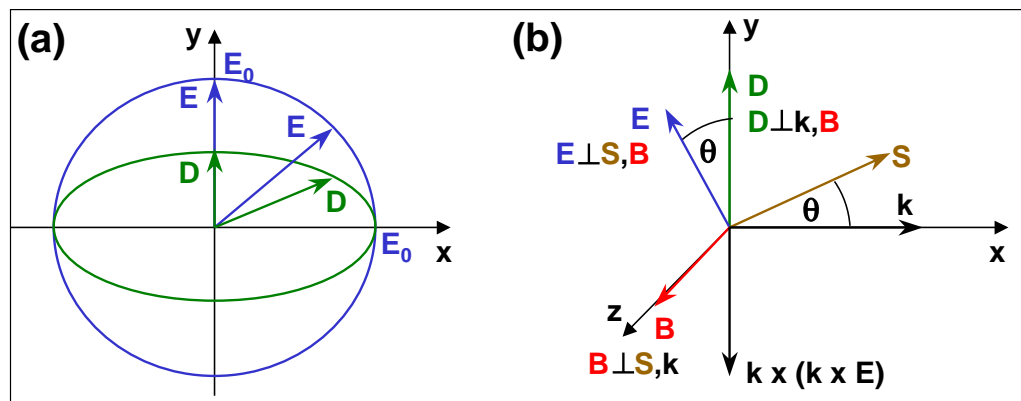 (a)
y
E₀
E
E
D
D
x
E₀
(b)
y
D
D⊥k,B
E
E⊥S,B
θ
S
θ
k
x
z
B
B⊥S,k
k x (k x E)